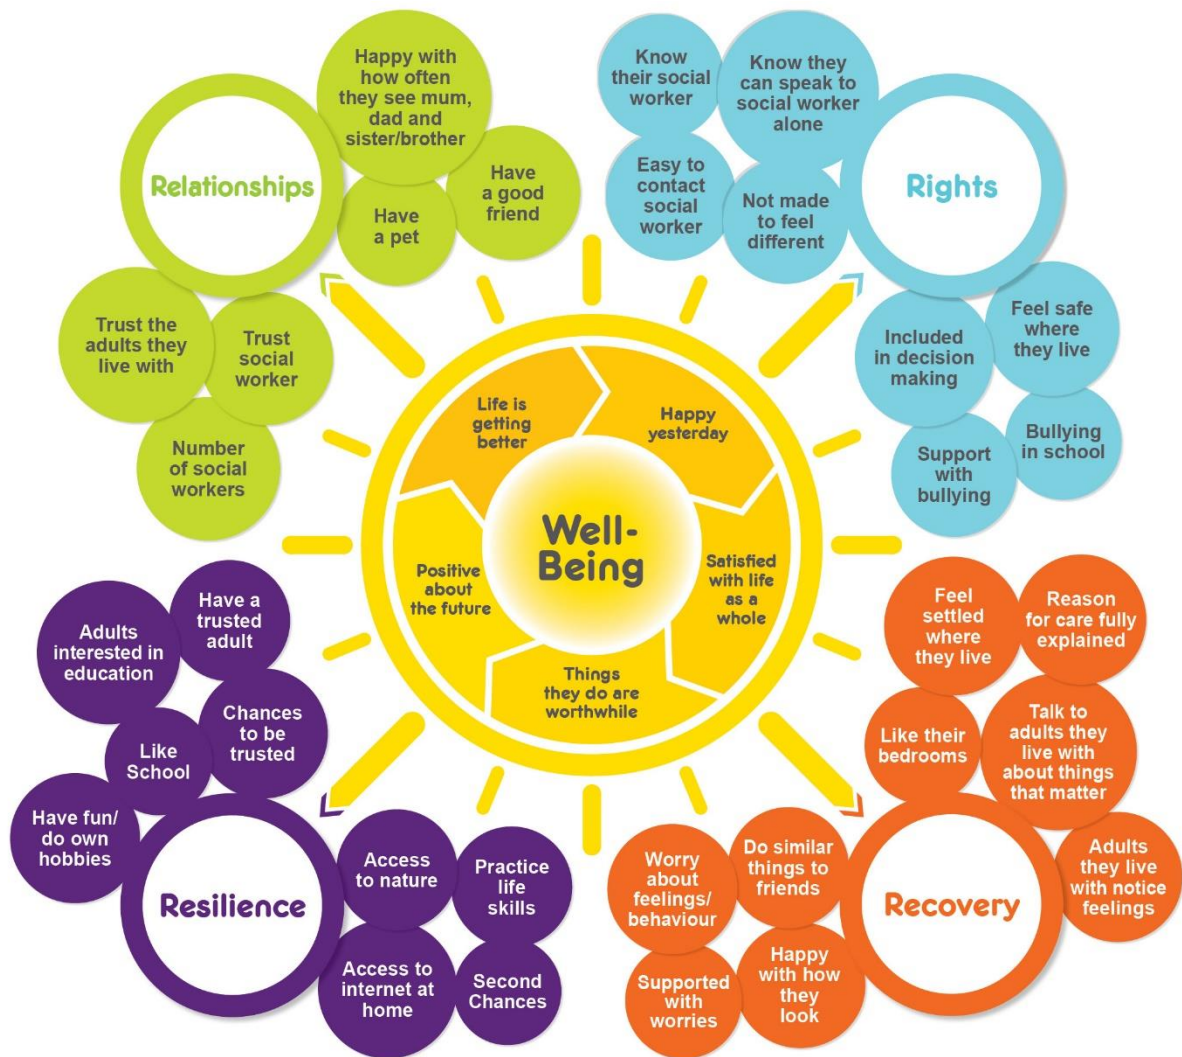 Relationships
Happy with
how often
they see mum,
dad and
sister/brother
Have
a good
friend
Have
a pet
Trust the
adults they
live with
Trust
social
worker
Number
of social
workers
Rights
Know
their social
worker
Know they
can speak to
social worker
alone
Easy to
contact
social
worker
Not made
to feel
different
Included
in decision
making
Feel safe
where
they live
Support
with
bullying
Bullying
in school
Well-
Being
Life is
getting
better
Happy
yesterday
Satisfied
with life
as a
whole
Things
they do are
worthwhile
Positive
about
the future
Resilience
Adults
interested in
education
Have a
trusted
adult
Like
School
Chances
to be
trusted
Have fun/
do own
hobbies
Access
to nature
Practice
life
skills
Access to
internet at
home
Second
Chances
Recovery
Feel
settled
where
they live
Reason
for care fully
explained
Like their
bedrooms
Talk to
adults they
live with
about things
that matter
Adults
they live
with notice
feelings
Worry
about
feelings/
behaviour
Do similar
things to
friends
Supported
with
worries
Happy
with how
they
look